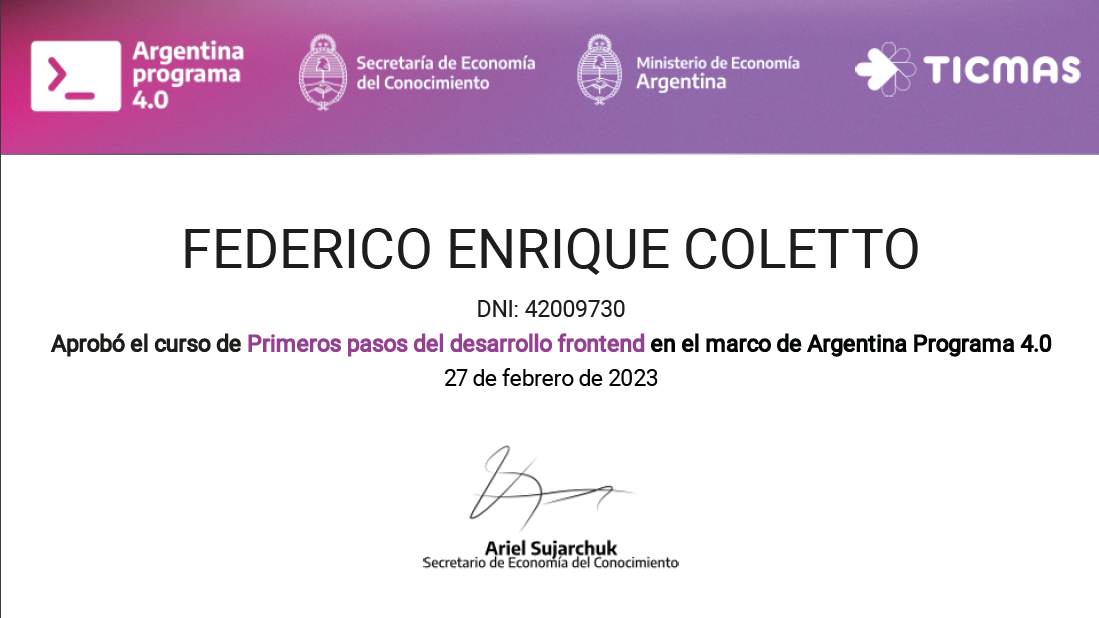 Argentina
programa
4.0
Secretaría de Economía
del Conocimiento
Ministerio de Economía
Argentina
TICMAS
FEDERICO ENRIQUE COLETTO
DNI: 42009730
Aprobó el curso de Primeros pasos del desarrollo frontend en el marco de Argentina Programa 4.0
27 de febrero de 2023
Ariel Sujarchuk
Secretario de Economía del Conocimiento